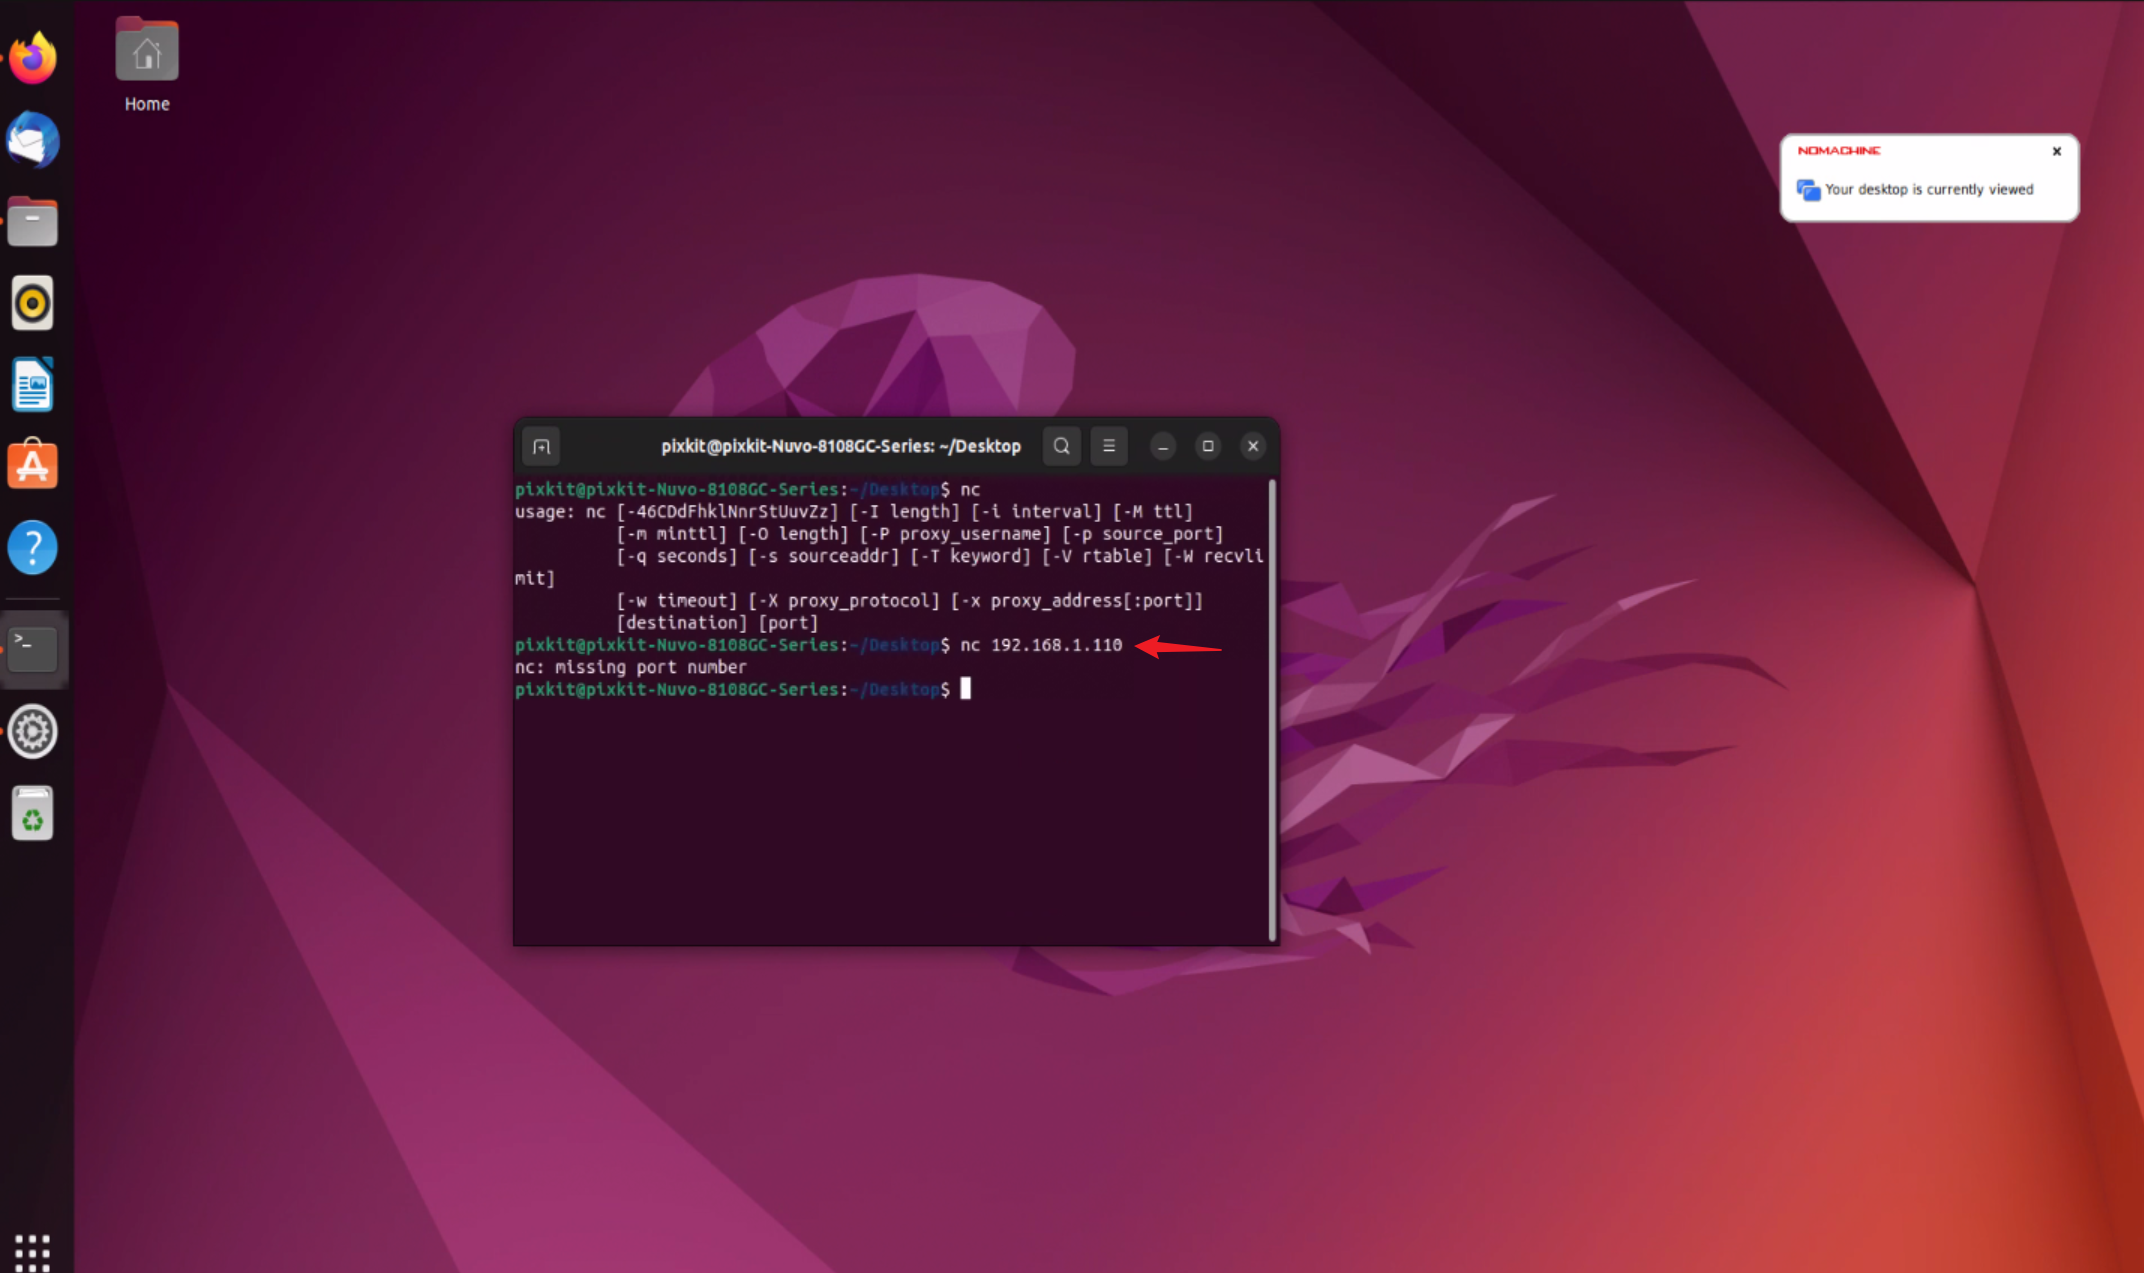 Home
NOMACHINE
Your desktop is currently viewed
pixkit@pixkit-Nuvo-8108GC-Series: ~/Desktop
pixkit@pixkit-Nuvo-8108GC-Series:~/Desktop$ nc
usage: nc [-46CDdFhklNnrStUuvZz] [-I length] [-i interval] [-M ttl]
[-m minttl] [-O length] [-P proxy_username] [-p source_port]
[-q seconds] [-s sourceaddr] [-T keyword] [-V rtable] [-W recvli
mit]
[-w timeout] [-X proxy_protocol] [-x proxy_address[:port]]
[destination] [port]
pixkit@pixkit-Nuvo-8108GC-Series:~/Desktop$ nc 192.168.1.110
nc: missing port number
pixkit@pixkit-Nuvo-8108GC-Series:~/Desktop$